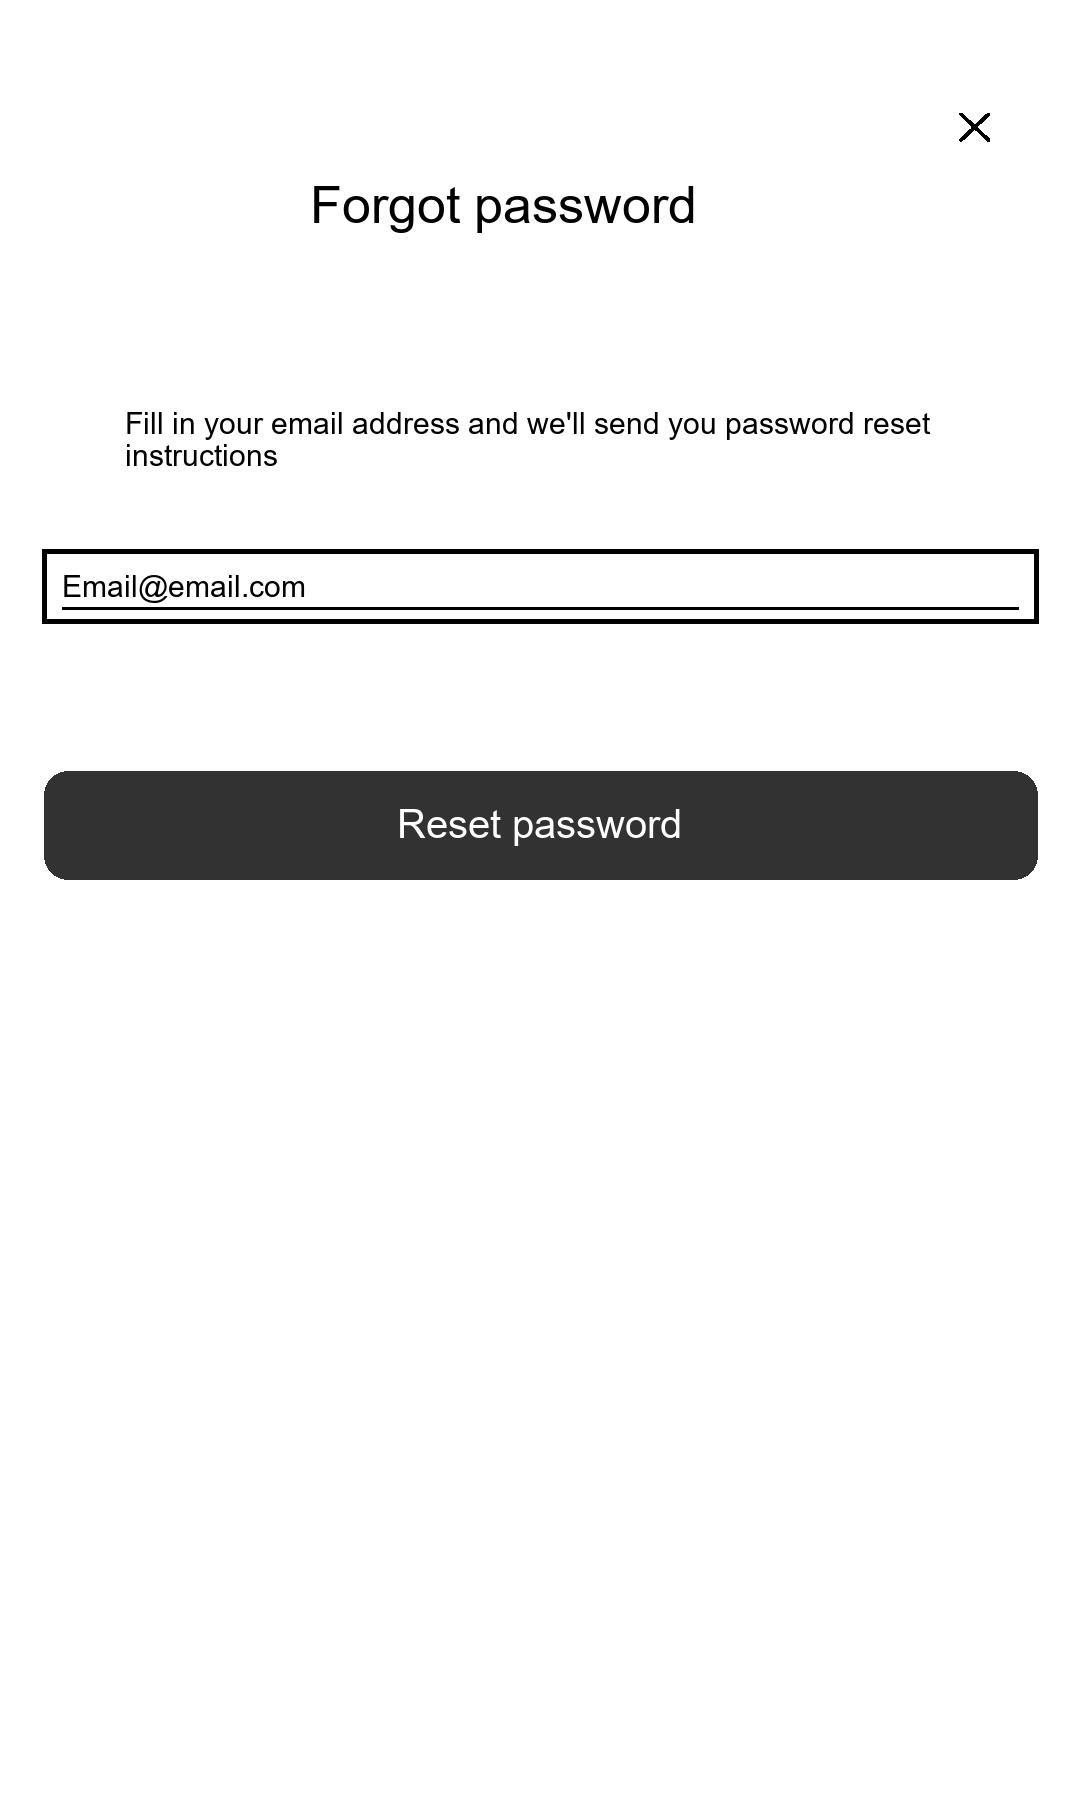 Forgot password
Fill in your email address and we'll send you password reset
instructions
Email@email.com
Reset password